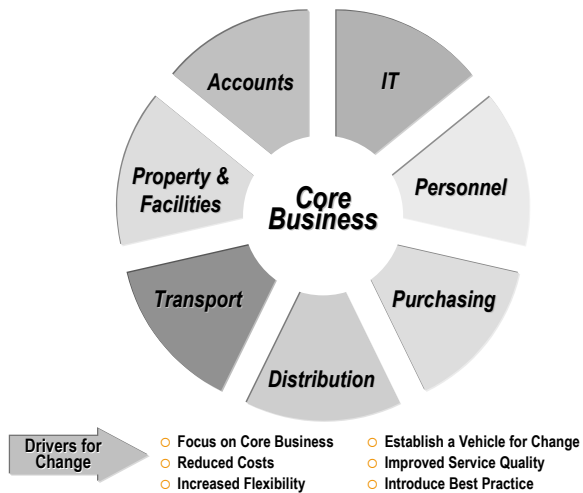 Accounts
IT
Property &
Facilities
Core
Business
Personnel
Transport
Purchasing
Distribution
Drivers for
Change
Focus on Core Business
Reduced Costs
Increased Flexibility
Establish a Vehicle for Change
Improved Service Quality
Introduce Best Practice